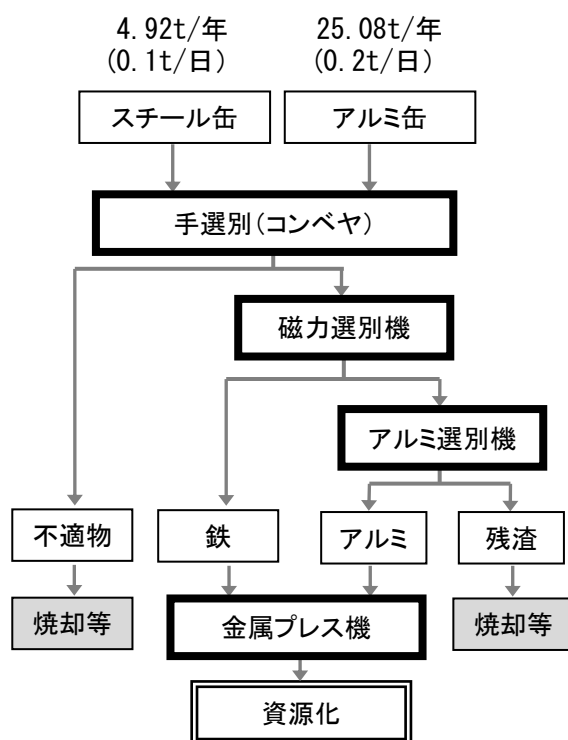 4.92t/年
(0.1t/日)
25.08t/年
(0.2t/日)
スチール缶
アルミ缶
手選別(コンベヤ)
磁力選別機
アルミ選別機
不適物
鉄
アルミ
残渣
焼却等
金属プレス機
焼却等
資源化